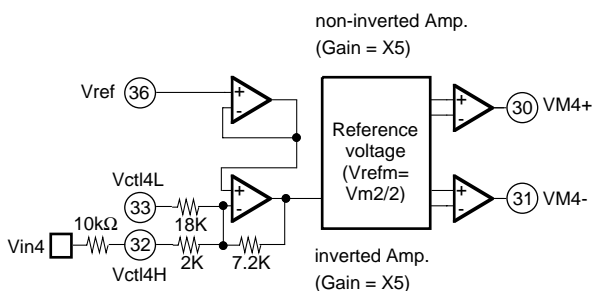 non-inverted Amp.
(Gain = X5)
Vref
36
+
-
30
VM4+
+
-
Reference
voltage
(Vrefm=
Vm2/2)
Vctl4L
33
18K
+
-
31
VM4-
+
-
10kΩ
Vin4
32
2K
7.2K
Vctl4H
inverted Amp.
(Gain = X5)